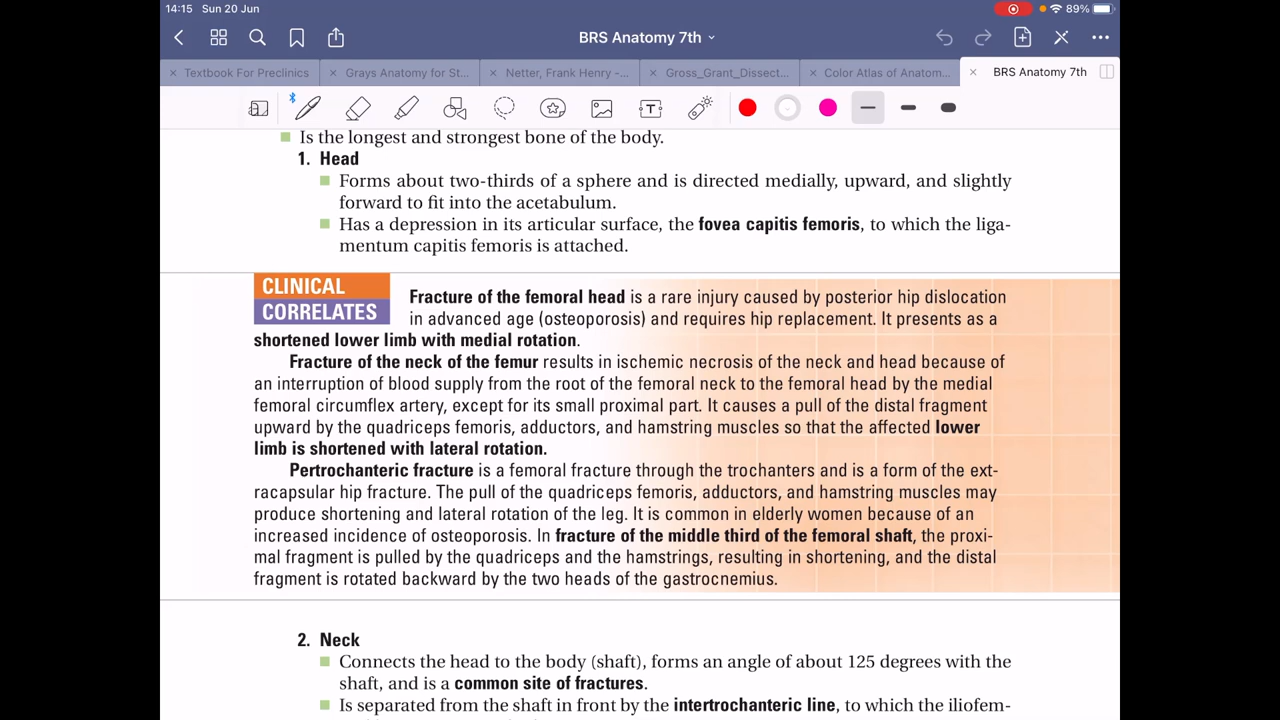 14:15 Sun 20 Jun
89%
BRS Anatomy 7th
Textbook For Preclinics
Grays Anatomy for St...
Netter, Frank Henry -...
Gross_Grant_Dissect...
Color Atlas of Anatom...
BRS Anatomy 7th
Is the longest and strongest bone of the body.
1. Head
Forms about two-thirds of a sphere and is directed medially, upward, and slightly
forward to fit into the acetabulum.
Has a depression in its articular surface, the fovea capitis femoris, to which the liga-
mentum capitis femoris is attached.
CLINICAL
CORRELATES
Fracture of the femoral head is a rare injury caused by posterior hip dislocation
in advanced age (osteoporosis) and requires hip replacement. It presents as a
shortened lower limb with medial rotation.
Fracture of the neck of the femur results in ischemic necrosis of the neck and head because of
an interruption of blood supply from the root of the femoral neck to the femoral head by the medial
femoral circumflex artery, except for its small proximal part. It causes a pull of the distal fragment
upward by the quadriceps femoris, adductors, and hamstring muscles so that the affected lower
limb is shortened with lateral rotation.
Pertrochanteric fracture is a femoral fracture through the trochanters and is a form of the ext-
racapsular hip fracture. The pull of the quadriceps femoris, adductors, and hamstring muscles may
produce shortening and lateral rotation of the leg. It is common in elderly women because of an
increased incidence of osteoporosis. In fracture of the middle third of the femoral shaft, the proxi-
mal fragment is pulled by the quadriceps and the hamstrings, resulting in shortening, and the distal
fragment is rotated backward by the two heads of the gastrocnemius.
2. Neck
Connects the head to the body (shaft), forms an angle of about 125 degrees with the
shaft, and is a common site of fractures.
Is separated from the shaft in front by the intertrochanteric line, to which the iliofem-